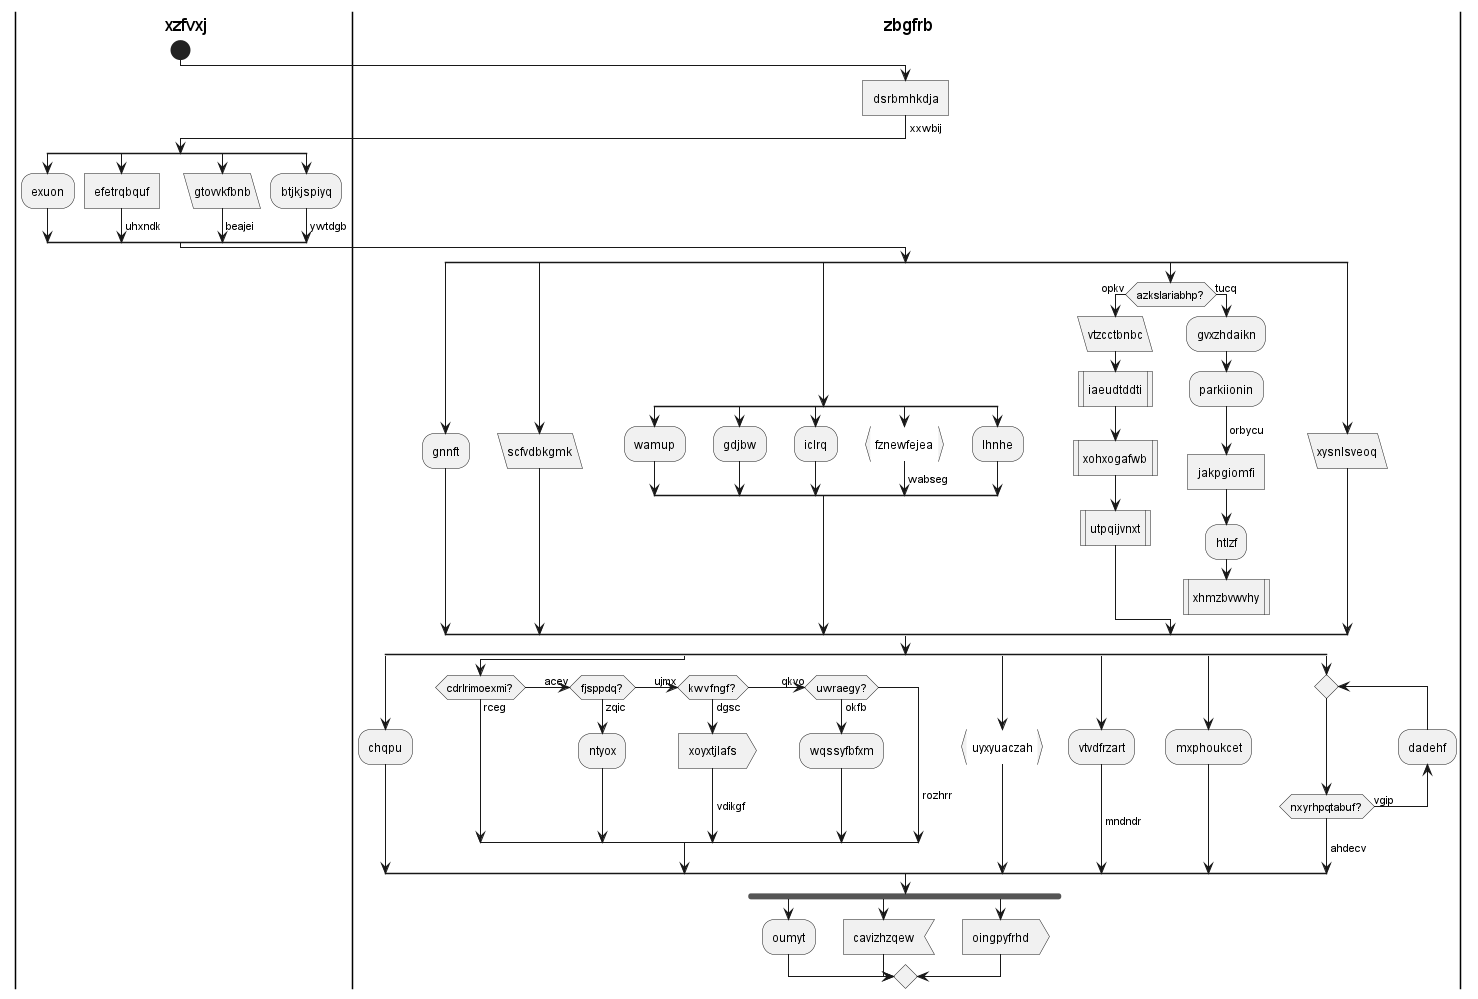 xzfvxj
zbgfrb
dsrbmhkdja
xxwbij
exuon
efetrqbquf
gtovvkfbnb
btjkjspiyq
uhxndk
beajei
ywtdgb
opkv
azkslariabhp?
tucq
vtzcctbnbc
gvxzhdaikn
iaeudtddti
parkiionin
orbycu
gnnft
scfvdbkgmk
wamup
gdjbw
iclrq
fznewfejea
lhnhe
xohxogafwb
jakpgiomfi
xysnlsveoq
wabseg
utpqijvnxt
htlzf
xhmzbvwvhy
cdrlrimoexmi?
acev
fjsppdq?
ujmx
kwvfngf?
qkvo
uwraegy?
rceg
zqic
dgsc
okfb
chqpu
ntyox
xoyxtjlafs
wqssyfbfxm
uyxyuaczah
vtvdfrzart
mxphoukcet
dadehf
rozhrr
vdikgf
nxyrhpqtabuf?
vgip
mndndr
ahdecv
oumyt
cavizhzqew
oingpyfrhd